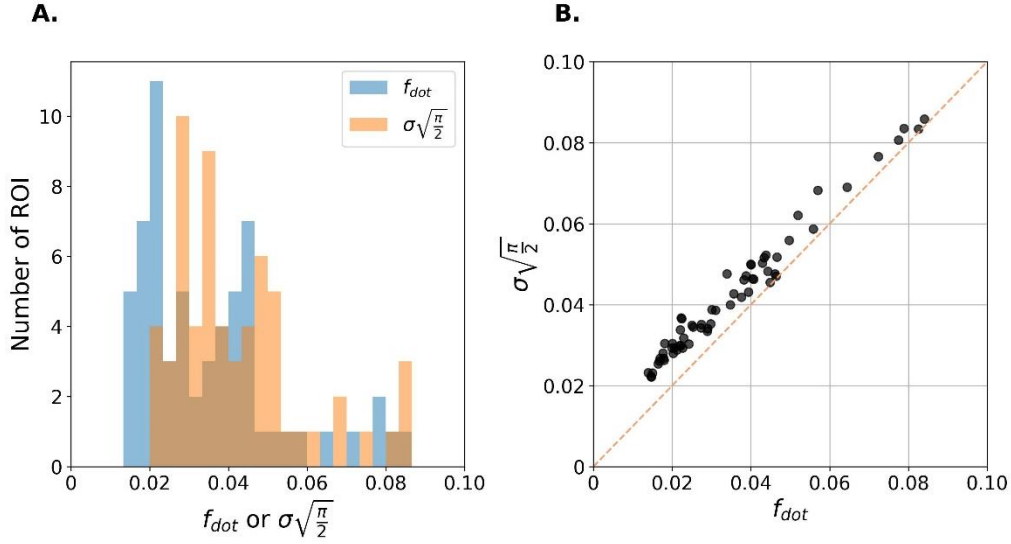 A.
f_dot
σ√(π/2)
10
8
6
4
2
0
Number of ROI
0 0.02 0.04 0.06 0.08 0.10
f_dot or σ√(π/2)
B.
0.10
0.08
0.06
0.04
0.02
0
σ√(π/2)
0 0.02 0.04 0.06 0.08 0.10
f_dot